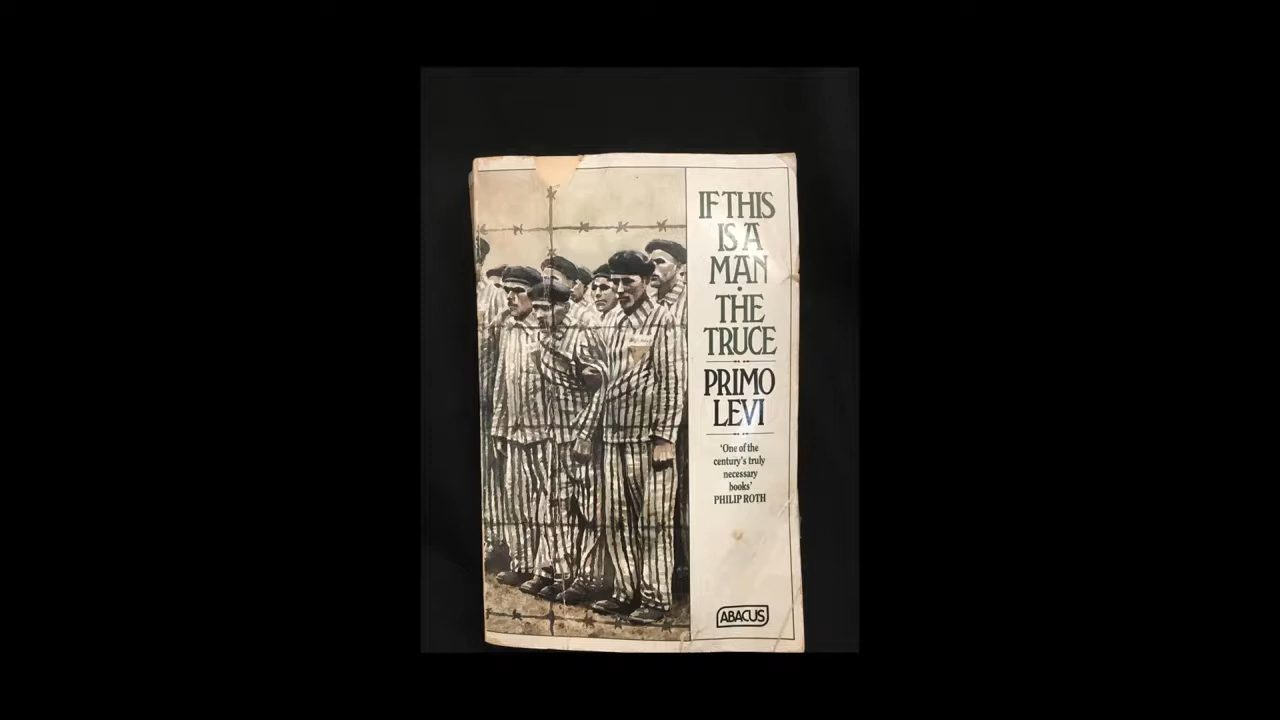 IF THIS
IS A
MAN
•
THE
TRUCE
PRIMO
LEVI
'One of the
century's truly
necessary
books'
PHILIP ROTH
ABACUS